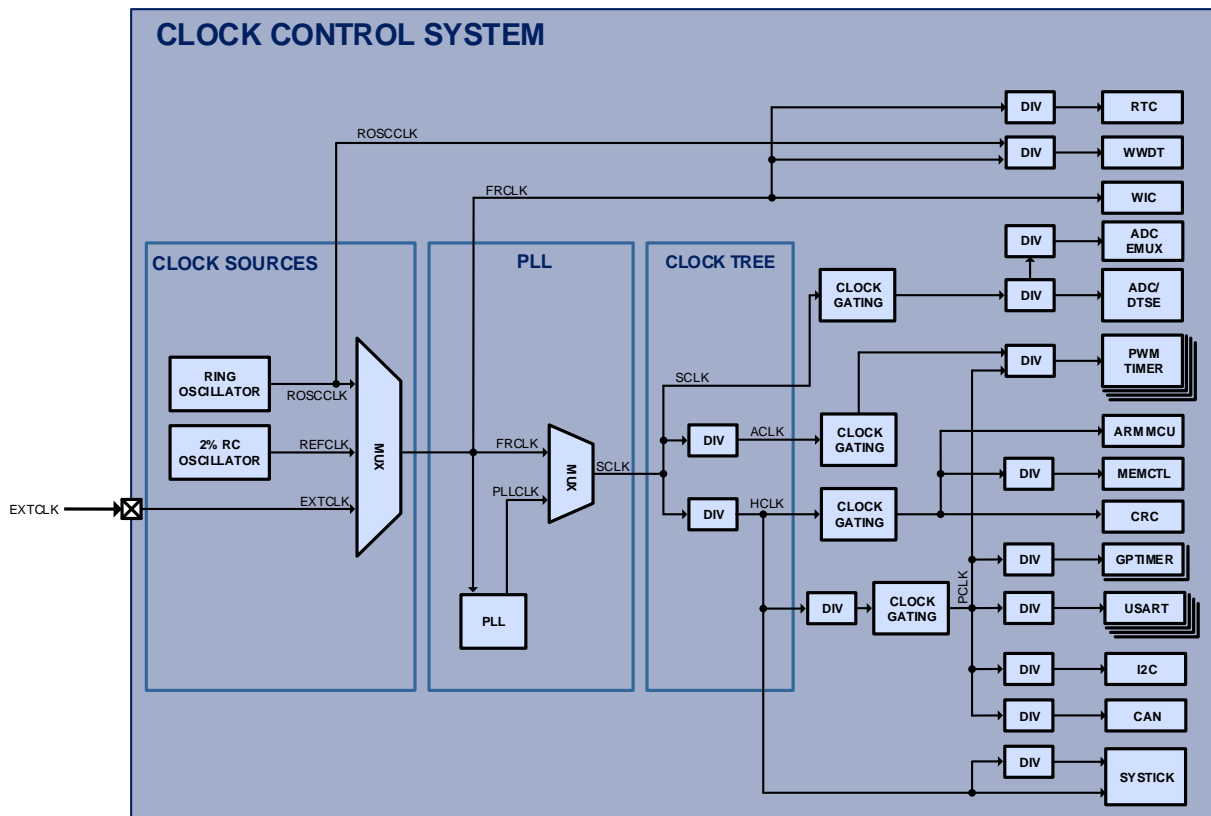 CLOCK CONTROL SYSTEM
DIV
RTC
ROSCCLK
DIV
WWDT
FRCLK
WIC
CLOCK SOURCES
PLL
CLOCK TREE
DIV
ADC
EMUX
CLOCK
GATING
DIV
ADC/
DTSE
RING
OSCILLATOR
ROSCCLK
SCLK
DIV
PWM
TIMER
2% RC
OSCILLATOR
REFCLK
MUX
FRCLK
MUX
SCLK
DIV
ACLK
CLOCK
GATING
ARM MCU
DIV
MEMCTL
EXTCLK
EXTCLK
PLLCLK
DIV
HCLK
CLOCK
GATING
CRC
PLL
DIV
CLOCK
GATING
PCLK
DIV
GPTIMER
DIV
USART
DIV
I2C
DIV
CAN
DIV
SYSTICK